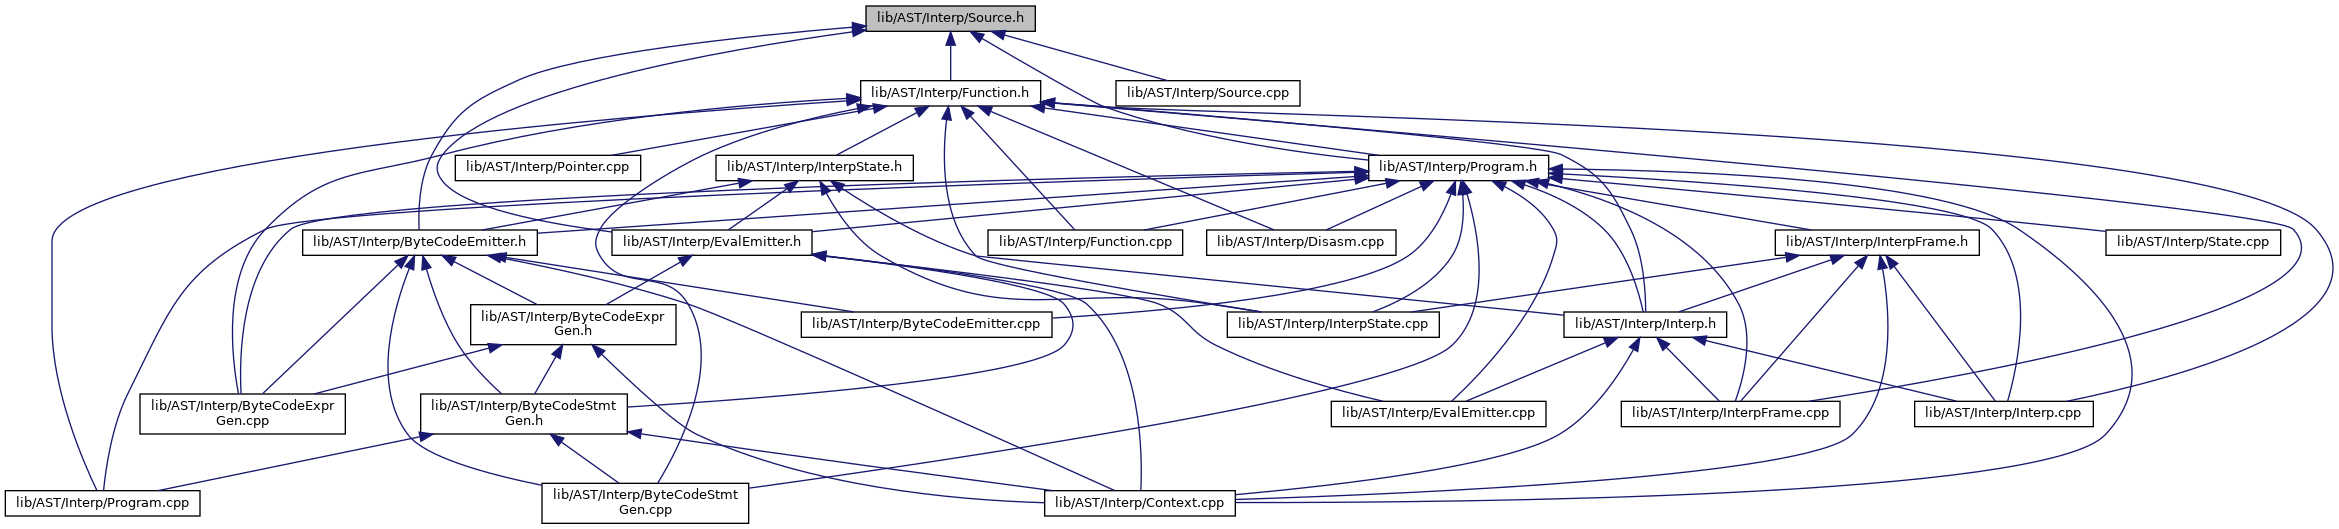 lib/AST/Interp/Source.h
lib/AST/Interp/Function.h
lib/AST/Interp/Source.cpp
lib/AST/Interp/Pointer.cpp
lib/AST/Interp/InterpState.h
lib/AST/Interp/Program.h
lib/AST/Interp/ByteCodeEmitter.h
lib/AST/Interp/EvalEmitter.h
lib/AST/Interp/Function.cpp
lib/AST/Interp/Disasm.cpp
lib/AST/Interp/InterpFrame.h
lib/AST/Interp/State.cpp
lib/AST/Interp/ByteCodeExpr
Gen.h
lib/AST/Interp/ByteCodeEmitter.cpp
lib/AST/Interp/InterpState.cpp
lib/AST/Interp/Interp.h
lib/AST/Interp/ByteCodeExpr
Gen.cpp
lib/AST/Interp/ByteCodeStmt
Gen.h
lib/AST/Interp/EvalEmitter.cpp
lib/AST/Interp/InterpFrame.cpp
lib/AST/Interp/Interp.cpp
lib/AST/Interp/Program.cpp
lib/AST/Interp/ByteCodeStmt
Gen.cpp
lib/AST/Interp/Context.cpp